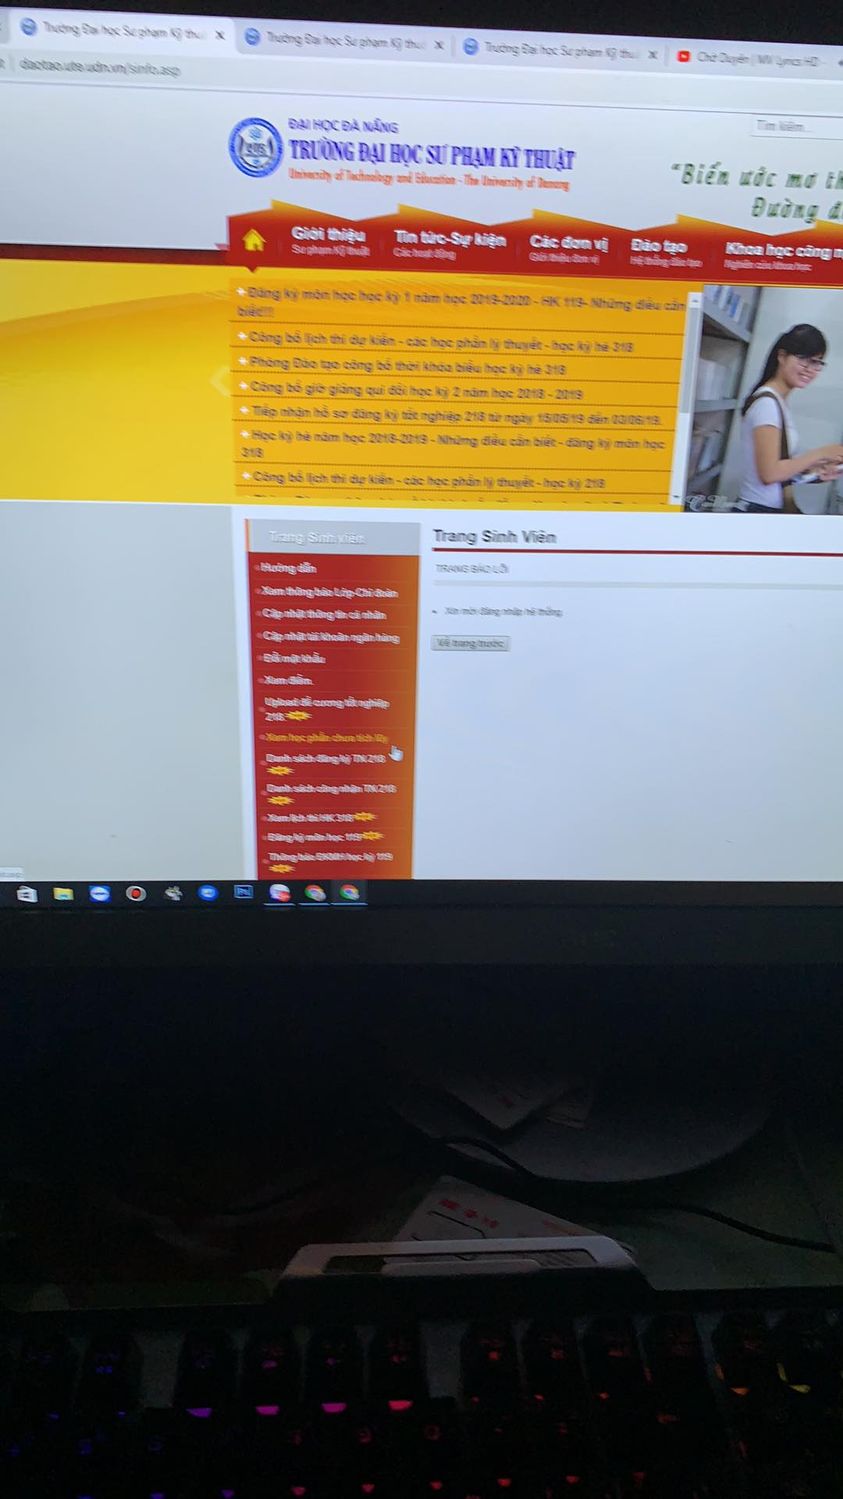 Trường Đại học Sư phạm Kỹ thu
Trường Đại học Sư phạm Kỹ thu
Trường Đại học Sư phạm Kỹ thu
Chờ Duyên | MV Lyrics HD
daotao.ute.udn.vn/sinfo.asp
Tìm kiếm...
ĐẠI HỌC ĐÀ NẴNG
TRƯỜNG ĐẠI HỌC SƯ PHẠM KỸ THUẬT
University of Technology and Education - The University of Danang
"Biến ước mơ th
Đường đ
Giới thiệu
Sư phạm Kỹ thuật
Tin tức-Sự kiện
Các hoạt động
Các đơn vị
Giới thiệu đơn vị
Đào tạo
Hệ thống đào tạo
Khoa học công n
Nghiên cứu khoa học
+ Đăng ký môn học học kỳ 1 năm học 2019-2020 - HK 119- Những điều cần
biết!!!
+ Công bố lịch thi dự kiến - các học phần lý thuyết - học kỳ hè 318
+ Phòng Đào tạo công bố thời khóa biểu học kỳ hè 318
+ Công bố giờ giảng qui đổi học kỳ 2 năm học 2018 - 2019
+ Tiếp nhận hồ sơ đăng ký tốt nghiệp 218 từ ngày 15/05/19 đến 03/06/19.
+ Học kỳ hè năm học 2018-2019 - Những điều cần biết - đăng ký môn học
318
+ Công bố lịch thi dự kiến - các học phần lý thuyết - học kỳ 218
Trang Sinh viên
Hướng dẫn
Xem thông báo Lớp-Chi đoàn
Cập nhật thông tin cá nhân
Cập nhật tài khoản ngân hàng
Đổi mật khẩu
Xem điểm
Upload đề cương tốt nghiệp
218
Xem học phần chưa tích lũy
Danh sách đăng ký TN 218
Danh sách công nhận TN 218
Xem lịch thi HK 318
Đăng ký môn học 119
Thông báo ĐKMH học kỳ 119
Trang Sinh Viên
TRANG BÁO LỖI
Xin mời đăng nhập hệ thống
Về trang trước